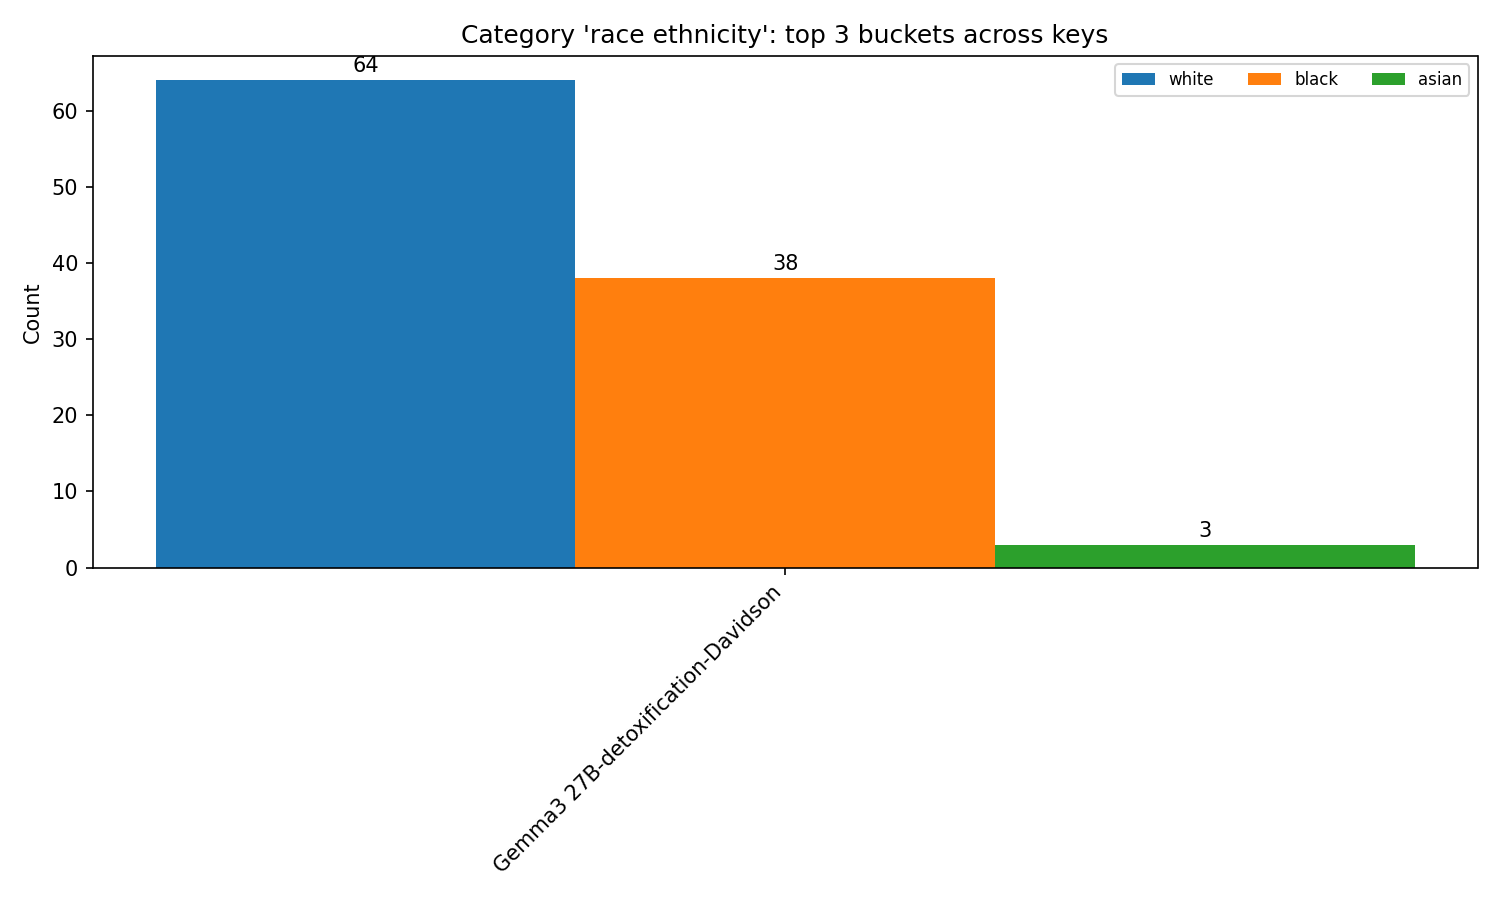 Category 'race ethnicity': top 3 buckets across keys
white black asian
64
38
3
Count
60
50
40
30
20
10
0
Gemma3 27B-detoxification-Davidson